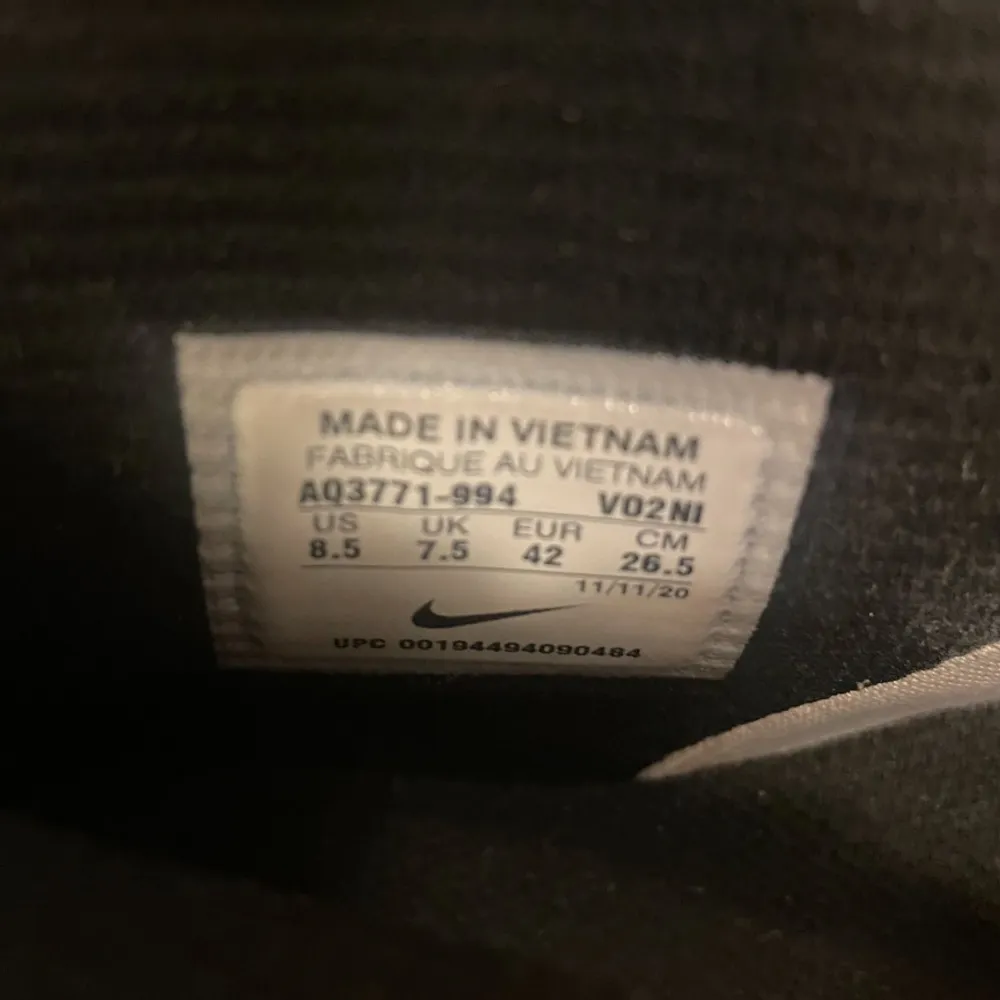 MADE IN VIETNAM
FABRIQUE AU VIETNAM
AQ3771-994 V02NI
US UK EUR CM
8.5 7.5 42 26.5
11/11/20
UPC 00194494090484